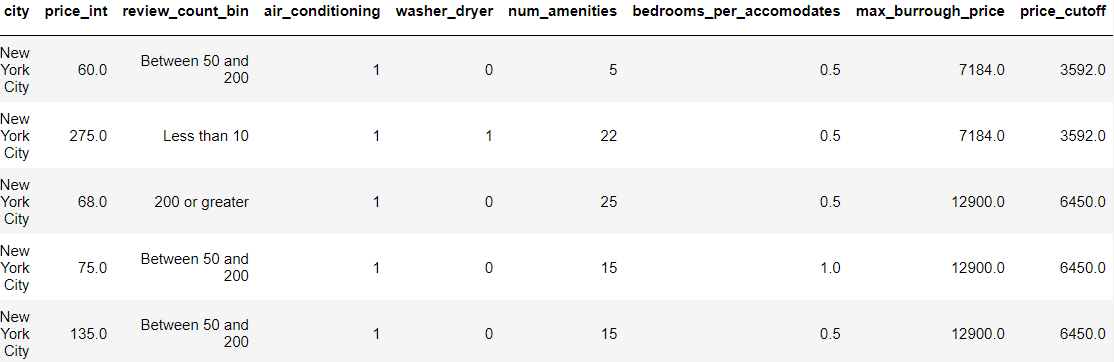 city price_int review_count_bin air_conditioning washer_dryer num_amenities bedrooms_per_accomodates max_burrough_price price_cutoff
New York City 60.0 Between 50 and 200 1 0 5 0.5 7184.0 3592.0
New York City 275.0 Less than 10 1 1 22 0.5 7184.0 3592.0
New York City 68.0 200 or greater 1 0 25 0.5 12900.0 6450.0
New York City 75.0 Between 50 and 200 1 0 15 1.0 12900.0 6450.0
New York City 135.0 Between 50 and 200 1 0 15 0.5 12900.0 6450.0